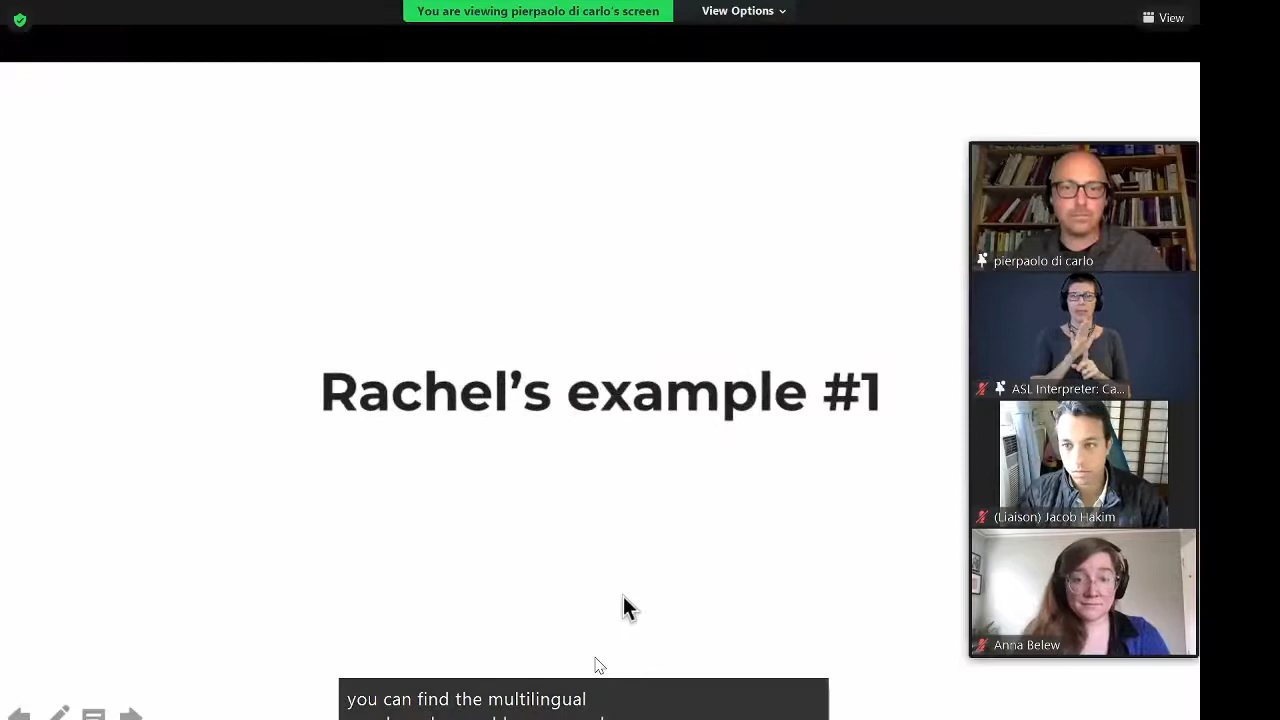 You are viewing pierpaolo di carlo's screen
View Options
View
Rachel's example #1
pierpaolo di carlo
ASL Interpreter: Ca...
(Liaison) Jacob Hakim
Anna Belew
you can find the multilingual